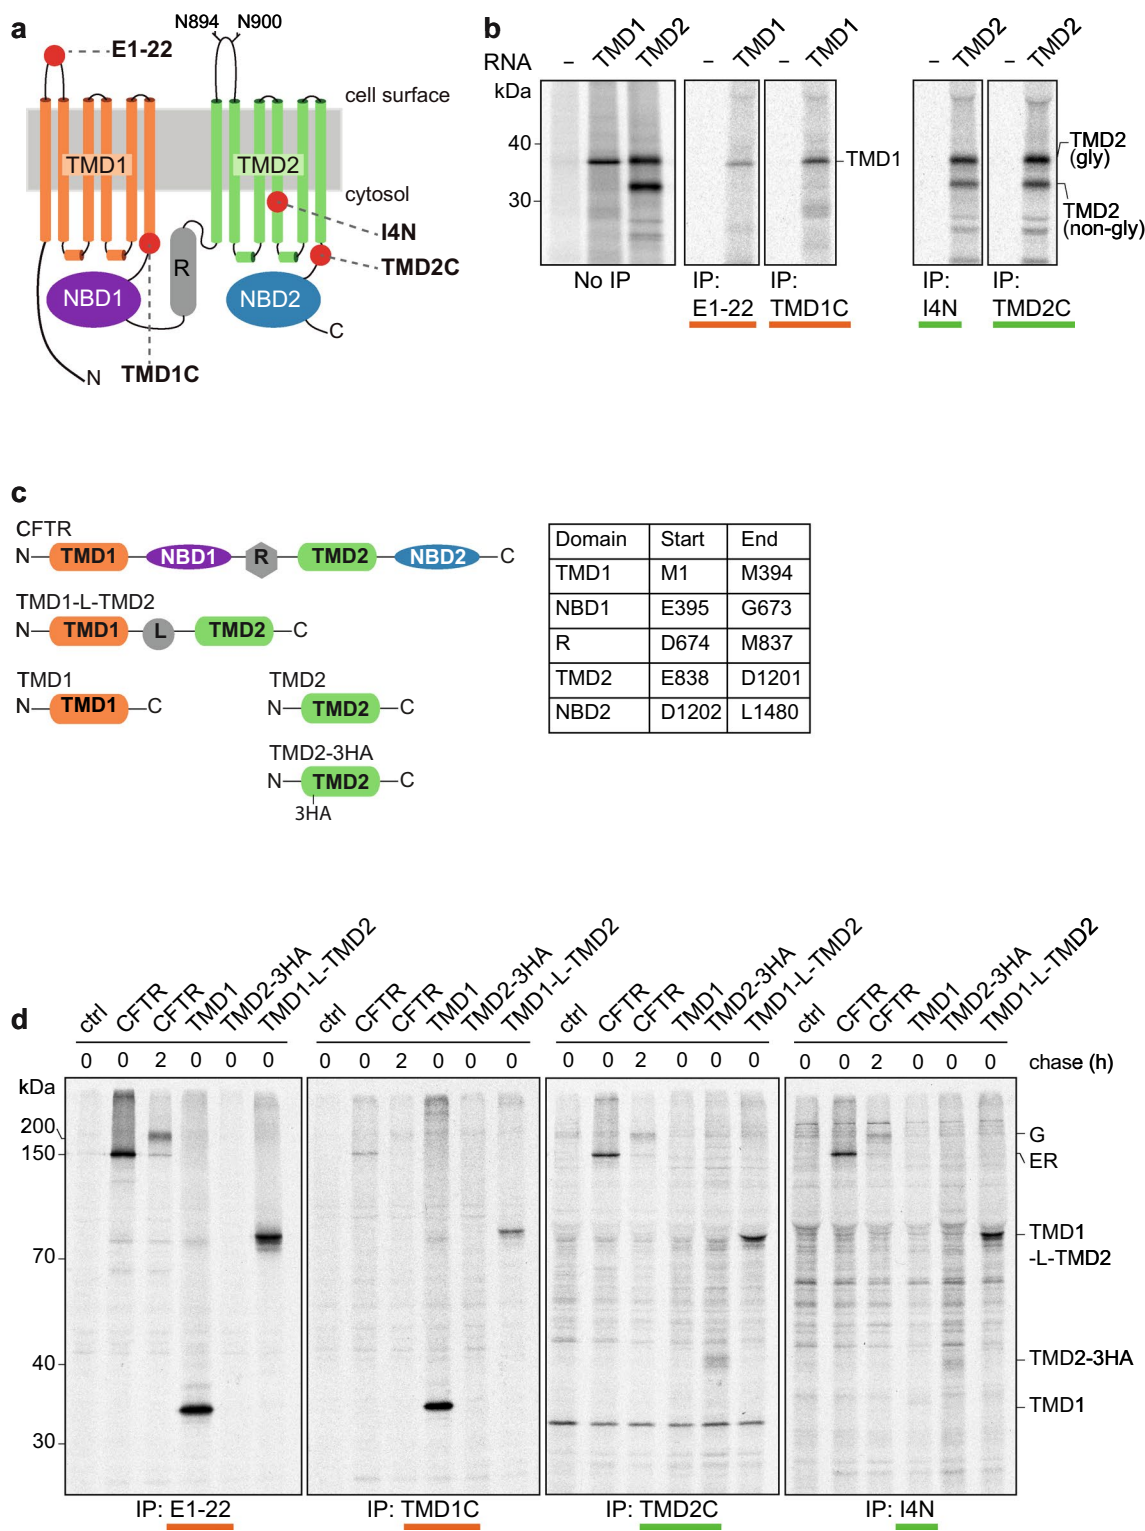 a
N894 N900
E1-22
cell surface
TMD1
TMD2
cytosol
I4N
R
TMD2C
NBD1
NBD2
C
N
TMD1C
b
RNA
– TMD1 TMD2
– TMD1
– TMD1
– TMD2
– TMD2
kDa
40
30
TMD1
TMD2
(gly)
TMD2
(non-gly)
No IP
IP:
E1-22
IP:
TMD1C
IP:
I4N
IP:
TMD2C
c
CFTR
N TMD1 NBD1 R TMD2 NBD2 C
TMD1-L-TMD2
N TMD1 L TMD2 C
TMD1
N TMD1 C
TMD2
N TMD2 C
TMD2-3HA
N TMD2 C
3HA
Domain Start End
TMD1 M1 M394
NBD1 E395 G673
R D674 M837
TMD2 E838 D1201
NBD2 D1202 L1480
d
ctrl CFTR CFTR TMD1 TMD2-3HA TMD1-L-TMD2
ctrl CFTR CFTR TMD1 TMD2-3HA TMD1-L-TMD2
ctrl CFTR CFTR TMD1 TMD2-3HA TMD1-L-TMD2
ctrl CFTR CFTR TMD1 TMD2-3HA TMD1-L-TMD2
0 0 2 0 0 0
0 0 2 0 0 0
0 0 2 0 0 0
0 0 2 0 0 0
chase (h)
kDa
200
150
70
40
30
G
ER
TMD1
-L-TMD2
TMD2-3HA
TMD1
IP: E1-22
IP: TMD1C
IP: TMD2C
IP: I4N